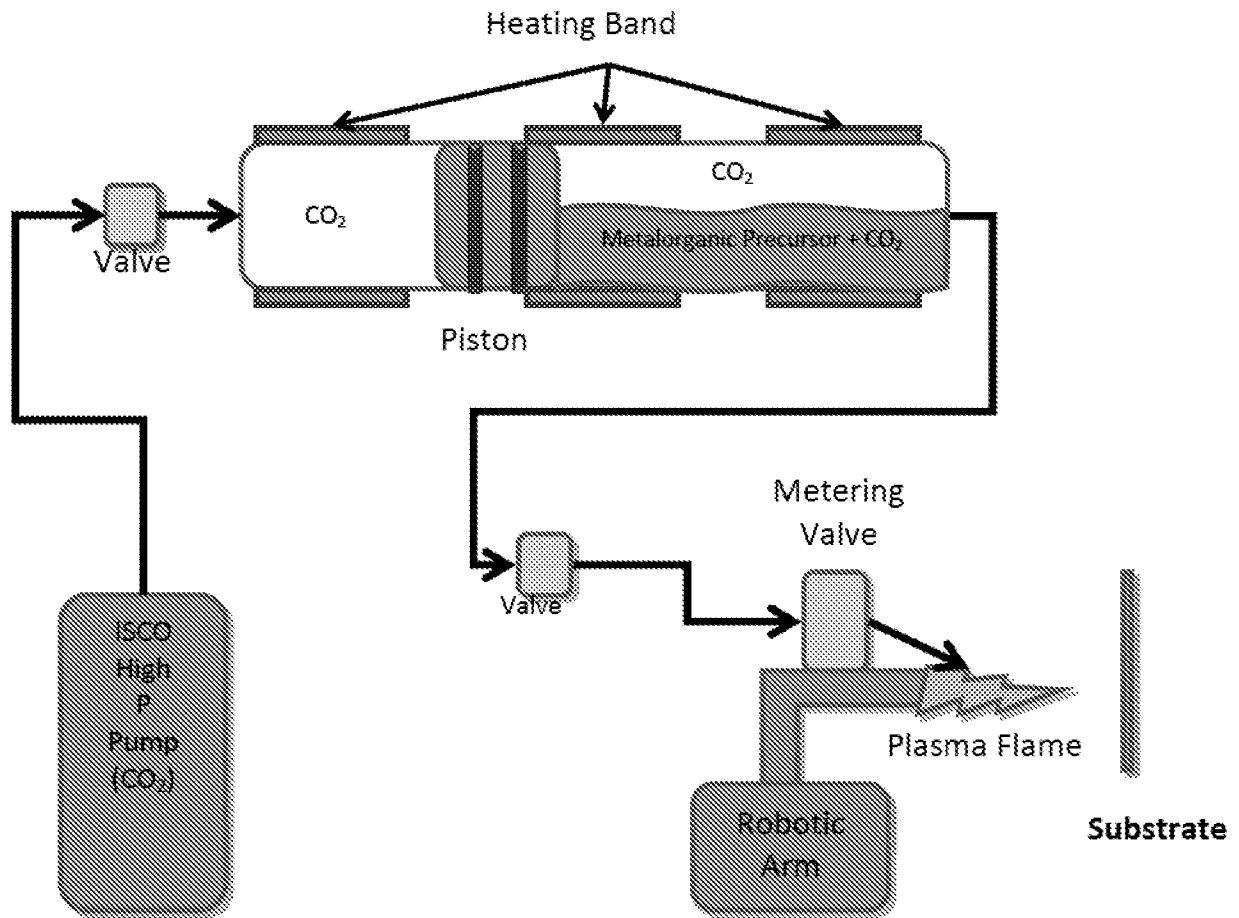 Heating Band
CO₂
CO₂
Metalorganic Precursor + CO₂
Valve
Piston
Metering
Valve
Valve
ISCO
High
P
Pump
(CO₂)
Plasma Flame
Robotic
Arm
Substrate